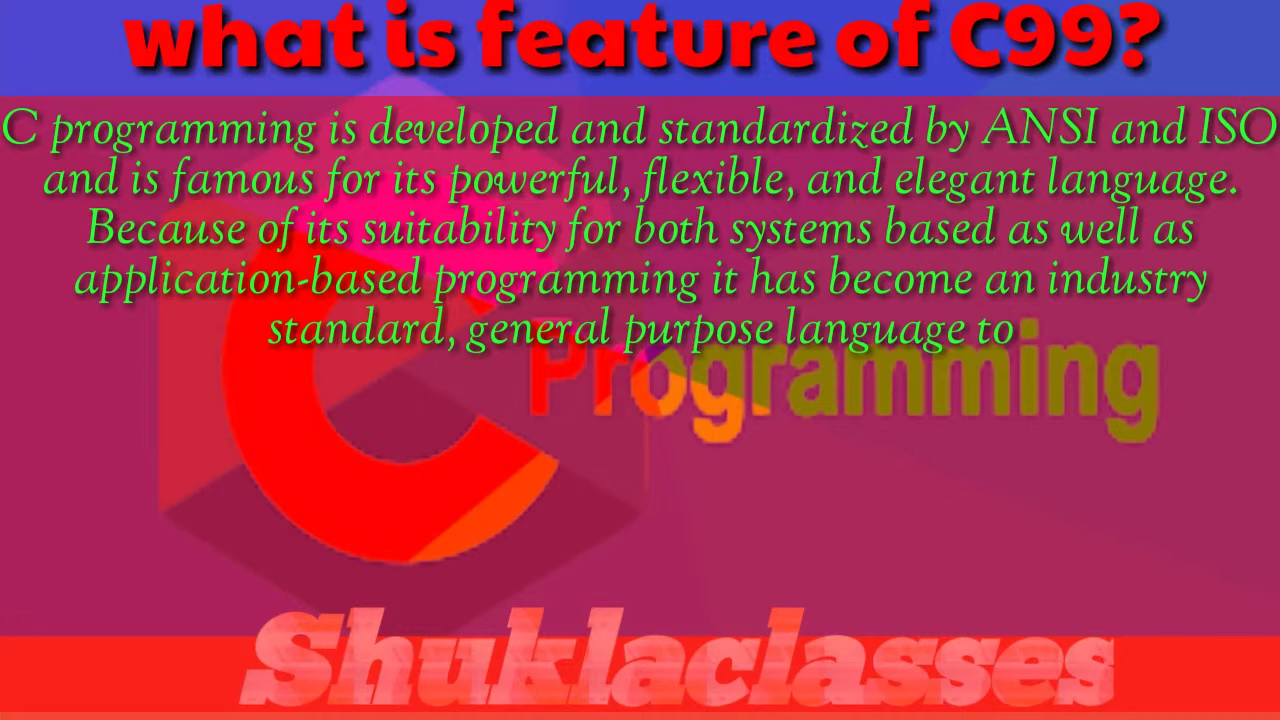 what is feature of C99?
C programming is developed and standardized by ANSI and ISO
and is famous for its powerful, flexible, and elegant language.
Because of its suitability for both systems based as well as
application-based programming it has become an industry
standard, general purpose language to
Programming
Shuklaclasses